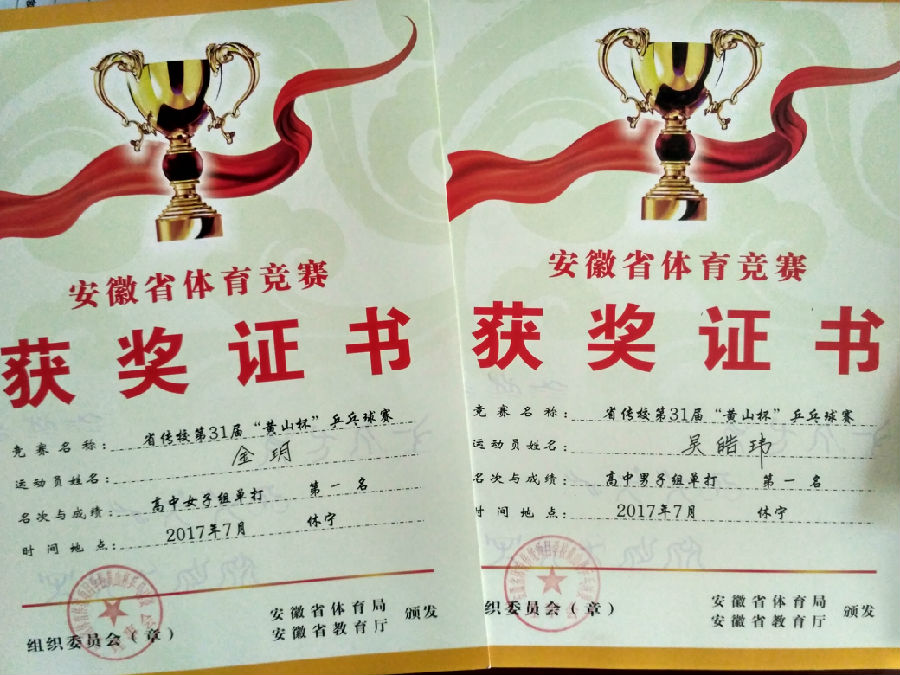 安徽省体育竞赛
获奖证书
竞赛名称： 省传校第31届“黄山杯”乒乓球赛
运动员姓名： 金玥
名次与成绩： 高中女子组单打 第一名
时间地点： 2017年7月 休宁
组织委员会（章）
安徽省体育局
安徽省教育厅
颁发
安徽省体育竞赛
获奖证书
竞赛名称： 省传校第31届“黄山杯”乒乓球赛
运动员姓名： 吴皓玮
名次与成绩： 高中男子组单打 第一名
时间地点： 2017年7月 休宁
组织委员会（章）
安徽省体育局
安徽省教育厅
颁发